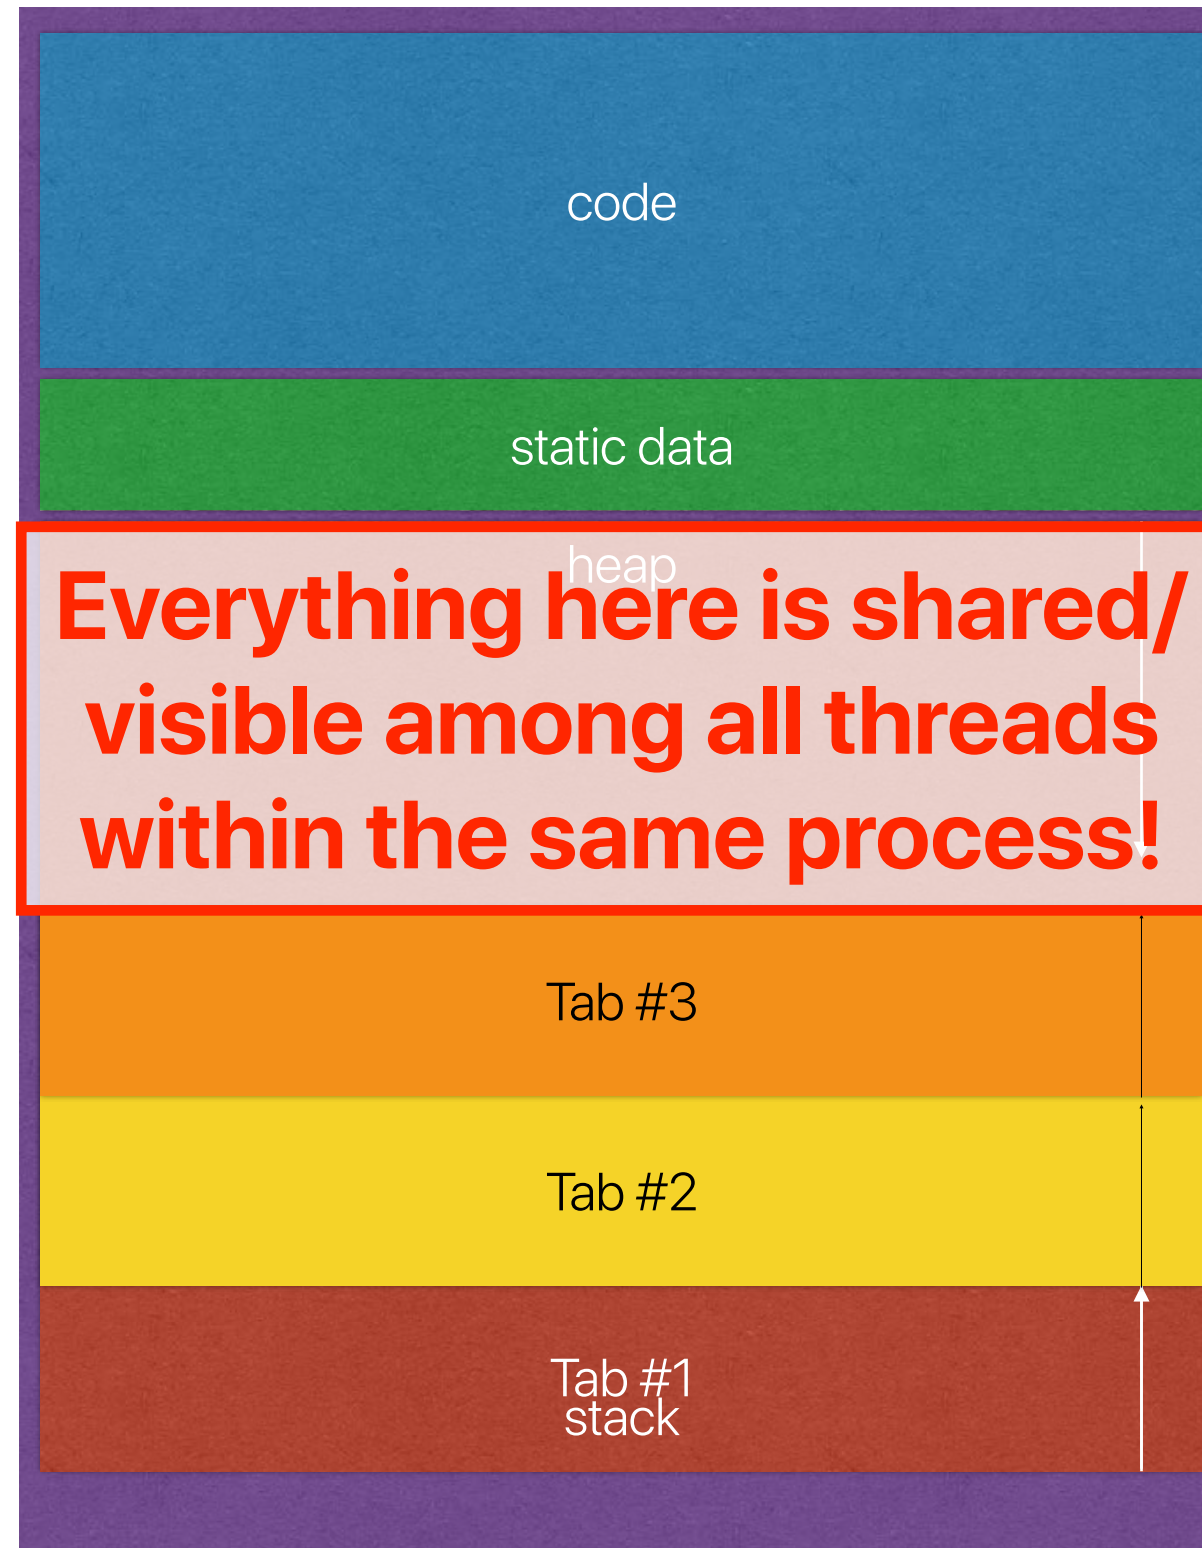 code
static data
heap
Everything here is shared/
visible among all threads
within the same process!
Tab #3
Tab #2
Tab #1
stack